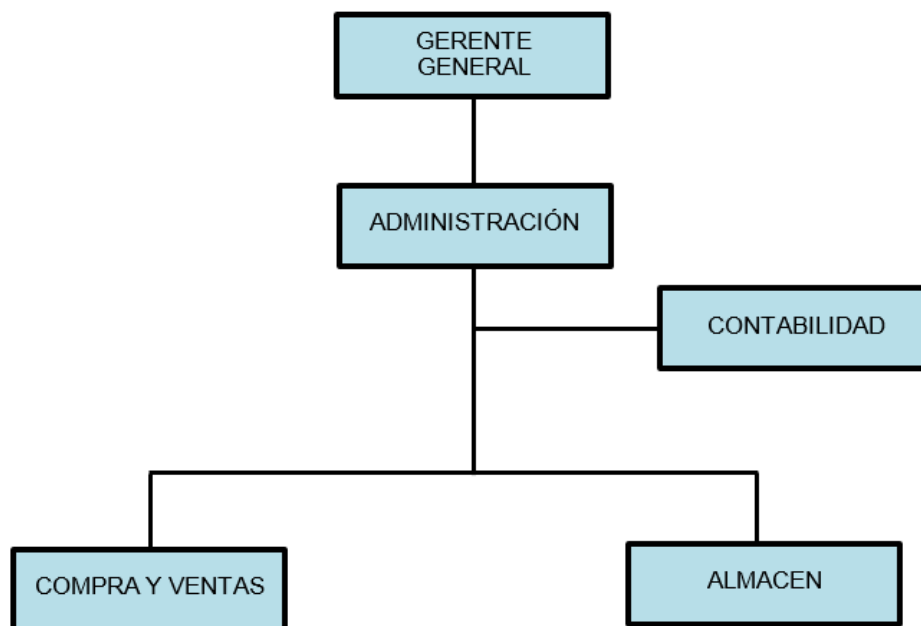 GERENTE
GENERAL
ADMINISTRACIÓN
CONTABILIDAD
COMPRA Y VENTAS
ALMACEN